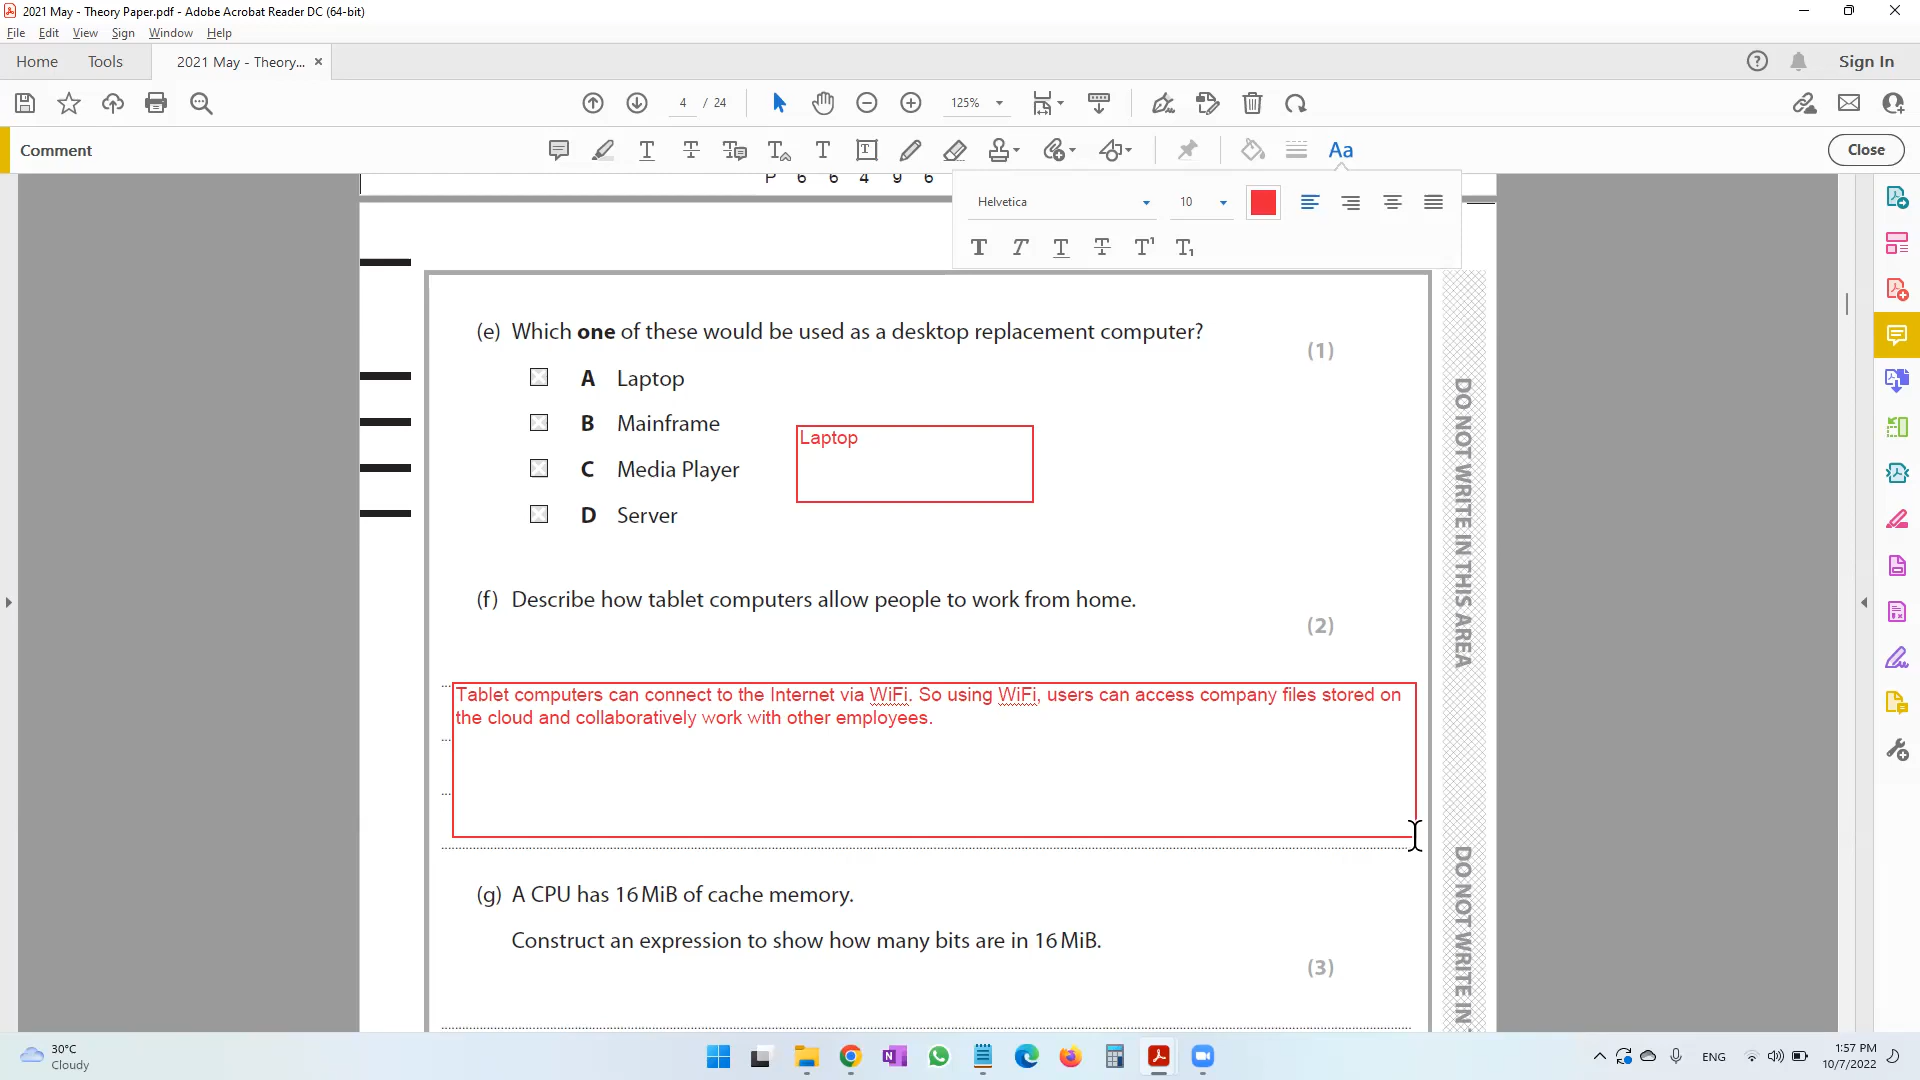 2021 May - Theory Paper.pdf - Adobe Acrobat Reader DC (64-bit)
File Edit View Sign Window Help
Home Tools 2021 May - Theory... × Sign In
4 / 24 125%
Comment Close
P 6 6 4 9 6
Helvetica 10
(e) Which one of these would be used as a desktop replacement computer?
(1)
A Laptop
B Mainframe
Laptop
C Media Player
D Server
(f) Describe how tablet computers allow people to work from home.
(2)
Tablet computers can connect to the Internet via WiFi. So using WiFi, users can access company files stored on
the cloud and collaboratively work with other employees.
(g) A CPU has 16 MiB of cache memory.
Construct an expression to show how many bits are in 16 MiB.
(3)
DO NOT WRITE IN THIS AREA
DO NOT WRITE IN
30°C
Cloudy
ENG
1:57 PM
10/7/2022